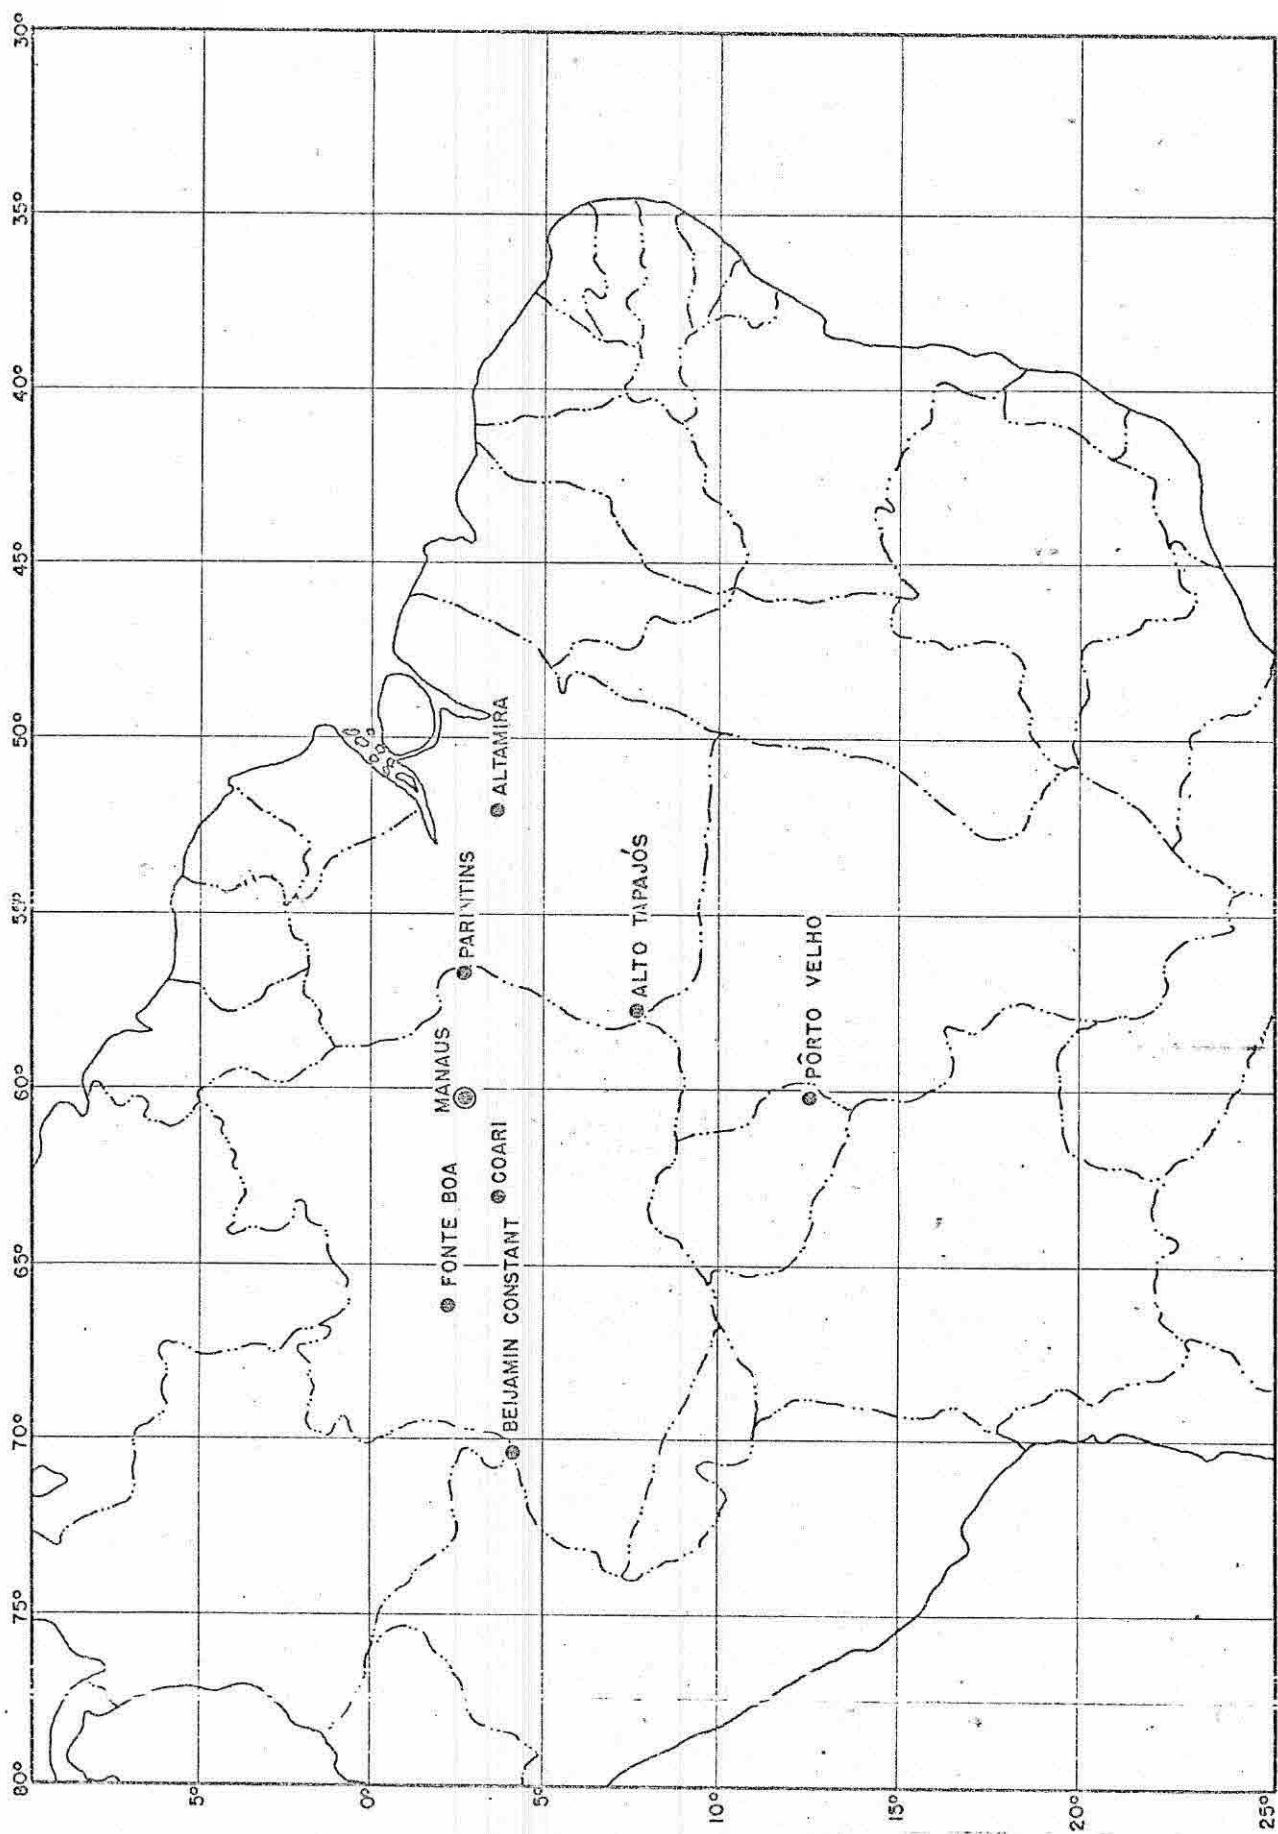 80°
75°
70°
65°
60°
55°
50°
45°
40°
35°
30°
5°
0°
5°
10°
15°
20°
25°
MANAUS
FONTE BOA
COARI
BEIJAMIN CONSTANT
PARINTINS
ALTAMIRA
ALTO TAPAJÓS
PÔRTO VELHO